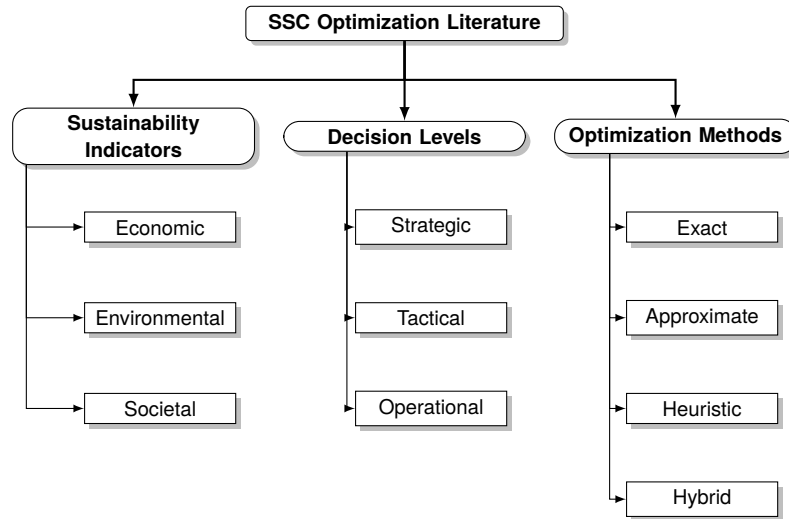 SSC Optimization Literature
Sustainability
Indicators
Decision Levels
Optimization Methods
Economic
Strategic
Exact
Environmental
Tactical
Approximate
Societal
Operational
Heuristic
Hybrid